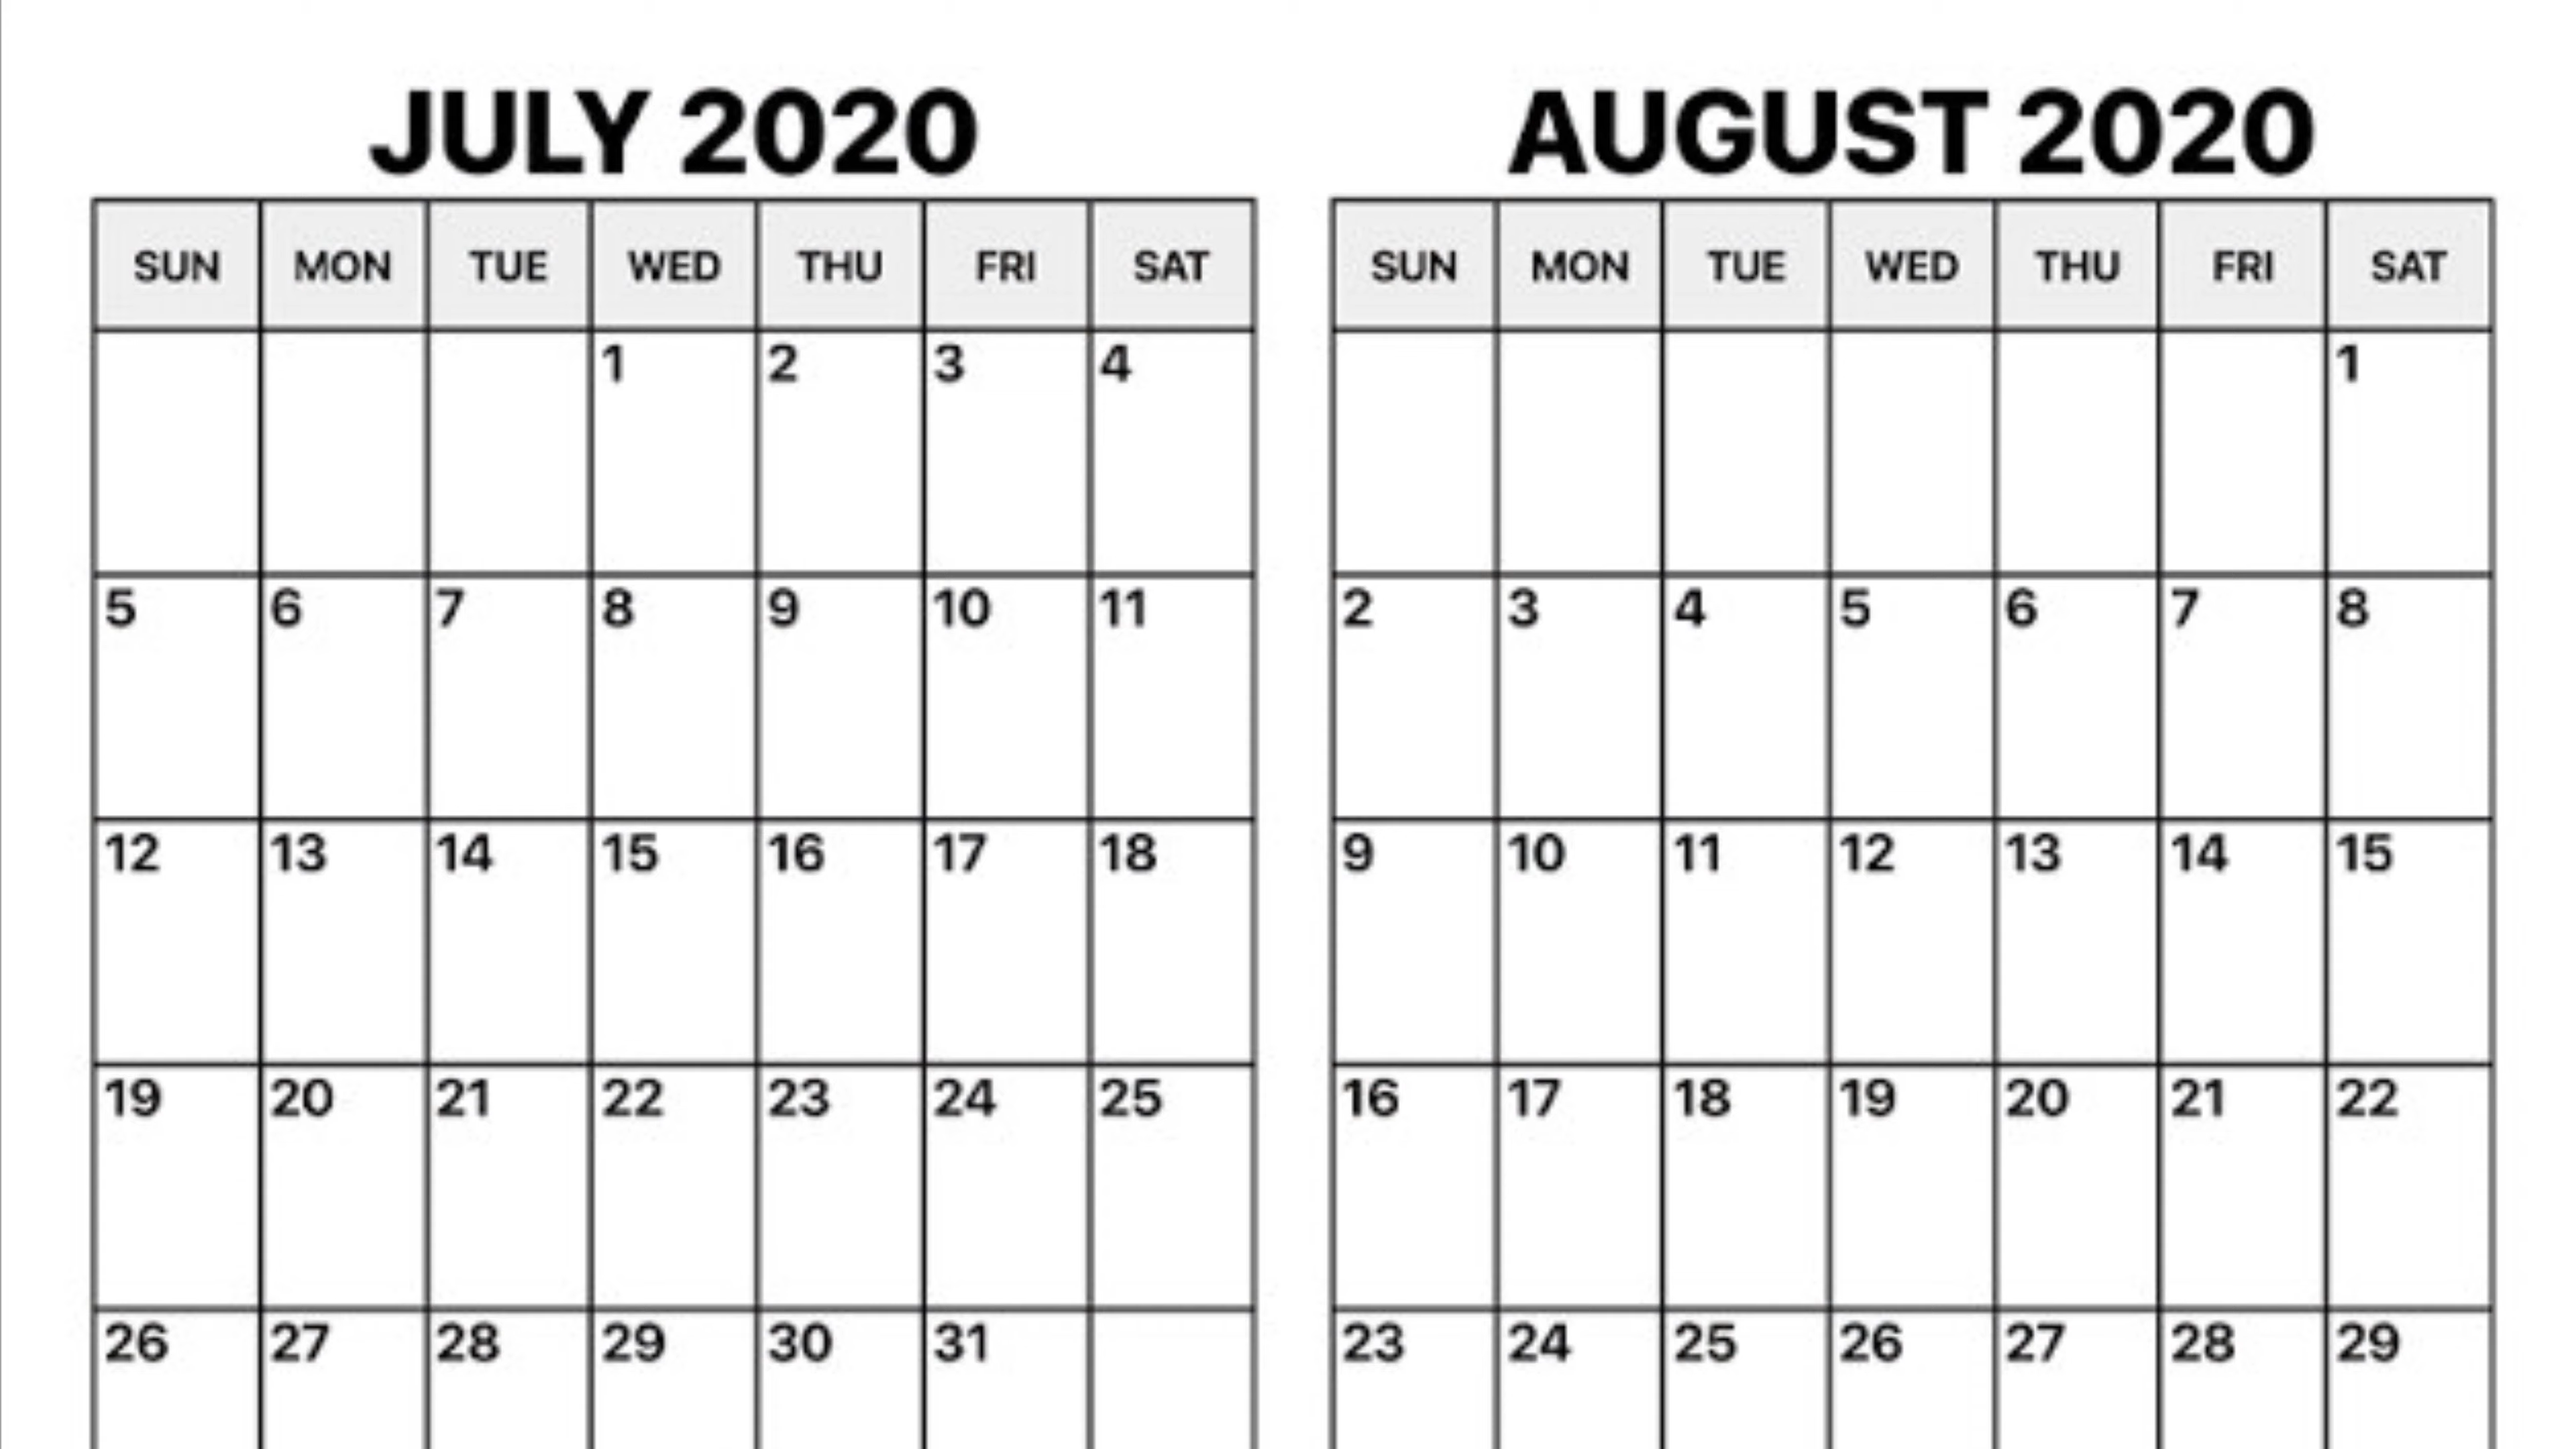 JULY 2020
SUN MON TUE WED THU FRI SAT
1 2 3 4
5 6 7 8 9 10 11
12 13 14 15 16 17 18
19 20 21 22 23 24 25
26 27 28 29 30 31
AUGUST 2020
SUN MON TUE WED THU FRI SAT
1
2 3 4 5 6 7 8
9 10 11 12 13 14 15
16 17 18 19 20 21 22
23 24 25 26 27 28 29